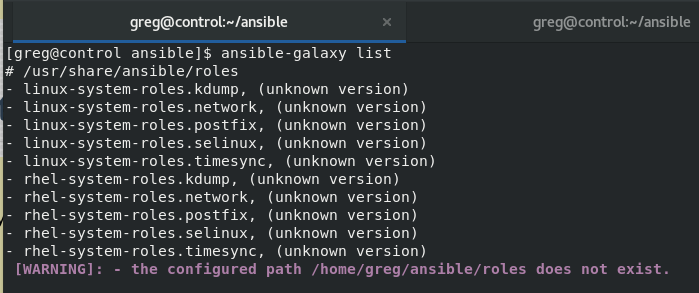 greg@control:~/ansible × greg@control:~/ansible
[greg@control ansible]$ ansible-galaxy list
# /usr/share/ansible/roles
- linux-system-roles.kdump, (unknown version)
- linux-system-roles.network, (unknown version)
- linux-system-roles.postfix, (unknown version)
- linux-system-roles.selinux, (unknown version)
- linux-system-roles.timesync, (unknown version)
- rhel-system-roles.kdump, (unknown version)
- rhel-system-roles.network, (unknown version)
- rhel-system-roles.postfix, (unknown version)
- rhel-system-roles.selinux, (unknown version)
- rhel-system-roles.timesync, (unknown version)
[WARNING]: - the configured path /home/greg/ansible/roles does not exist.